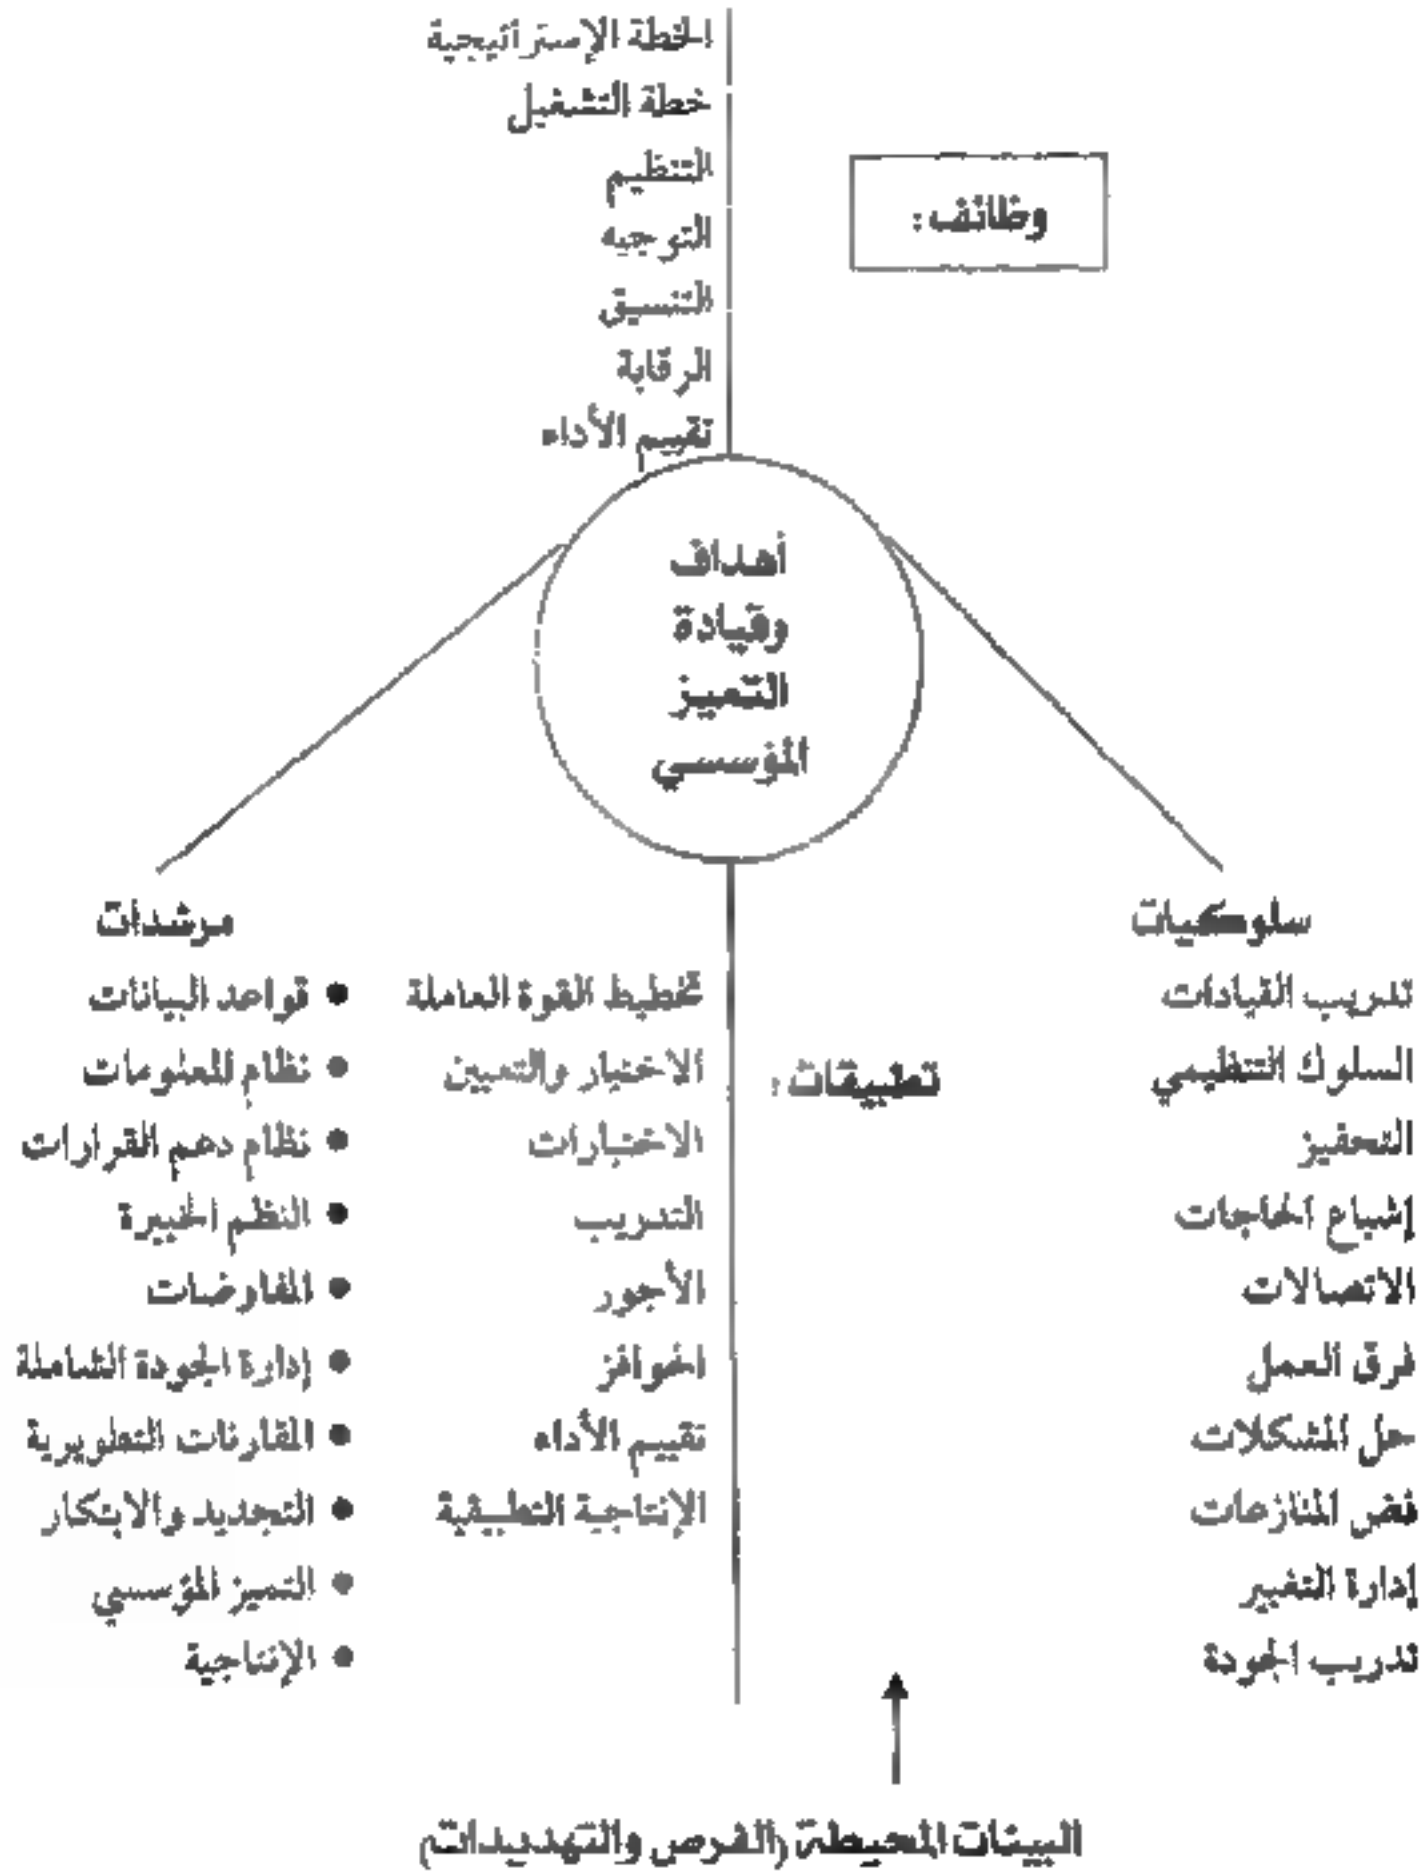 الخطة الإستراتيجية
خطة التشغيل
التنظيم
التوجيه
التنسيق
الرقابة
تقييم الأداء
وظائف:
أهداف
وقيادة
التميز
المؤسسي
سلوكيات
تدريب القيادات
السلوك التنظيمي
التحفيز
إشباع الحاجات
الاتصالات
فرق العمل
حل المشكلات
فض المنازعات
إدارة التغيير
تدريب الجودة
تطبيقات:
تخطيط القوة العاملة
الاختيار والتعيين
الاختبارات
التدريب
الأجور
الحوافز
تقييم الأداء
الإنتاجية التطبيقية
مرشدات
• قواعد البيانات
• نظام المعلومات
• نظام دعم القرارات
• النظم الخبيرة
• المفاوضات
• إدارة الجودة الشاملة
• المقارنات التطويرية
• التجديد والابتكار
• التميز المؤسسي
• الإنتاجية
البيئات المحيطة (الفرص والتهديدات)